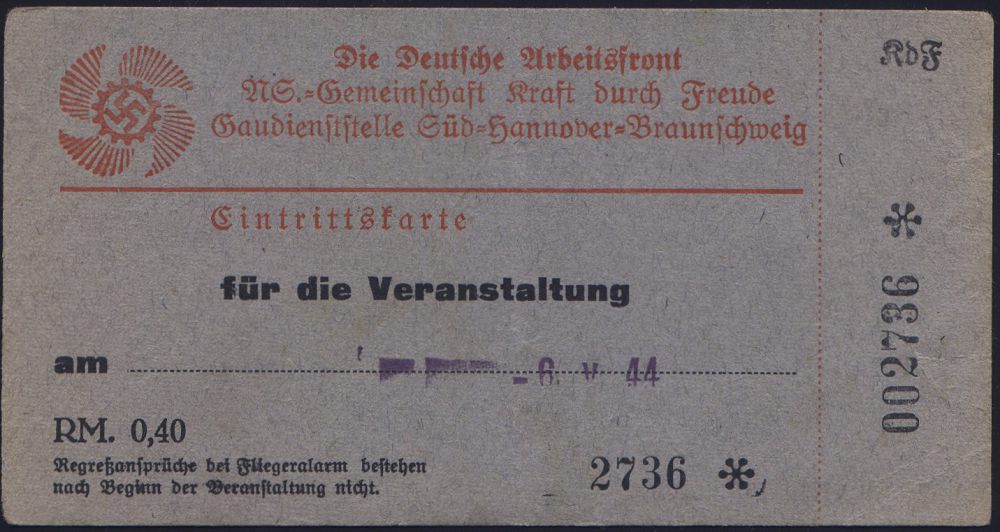 Die Deutsche Arbeitsfront
NS.=Gemeinschaft Kraft durch Freude
Gaudienststelle Süd=Hannover=Braunschweig
Eintrittskarte
für die Veranstaltung
am - 6. V. 44
RM. 0,40
Regreßansprüche bei Fliegeralarm bestehen
nach Beginn der Veranstaltung nicht.
2736 *
KdF
002736 *